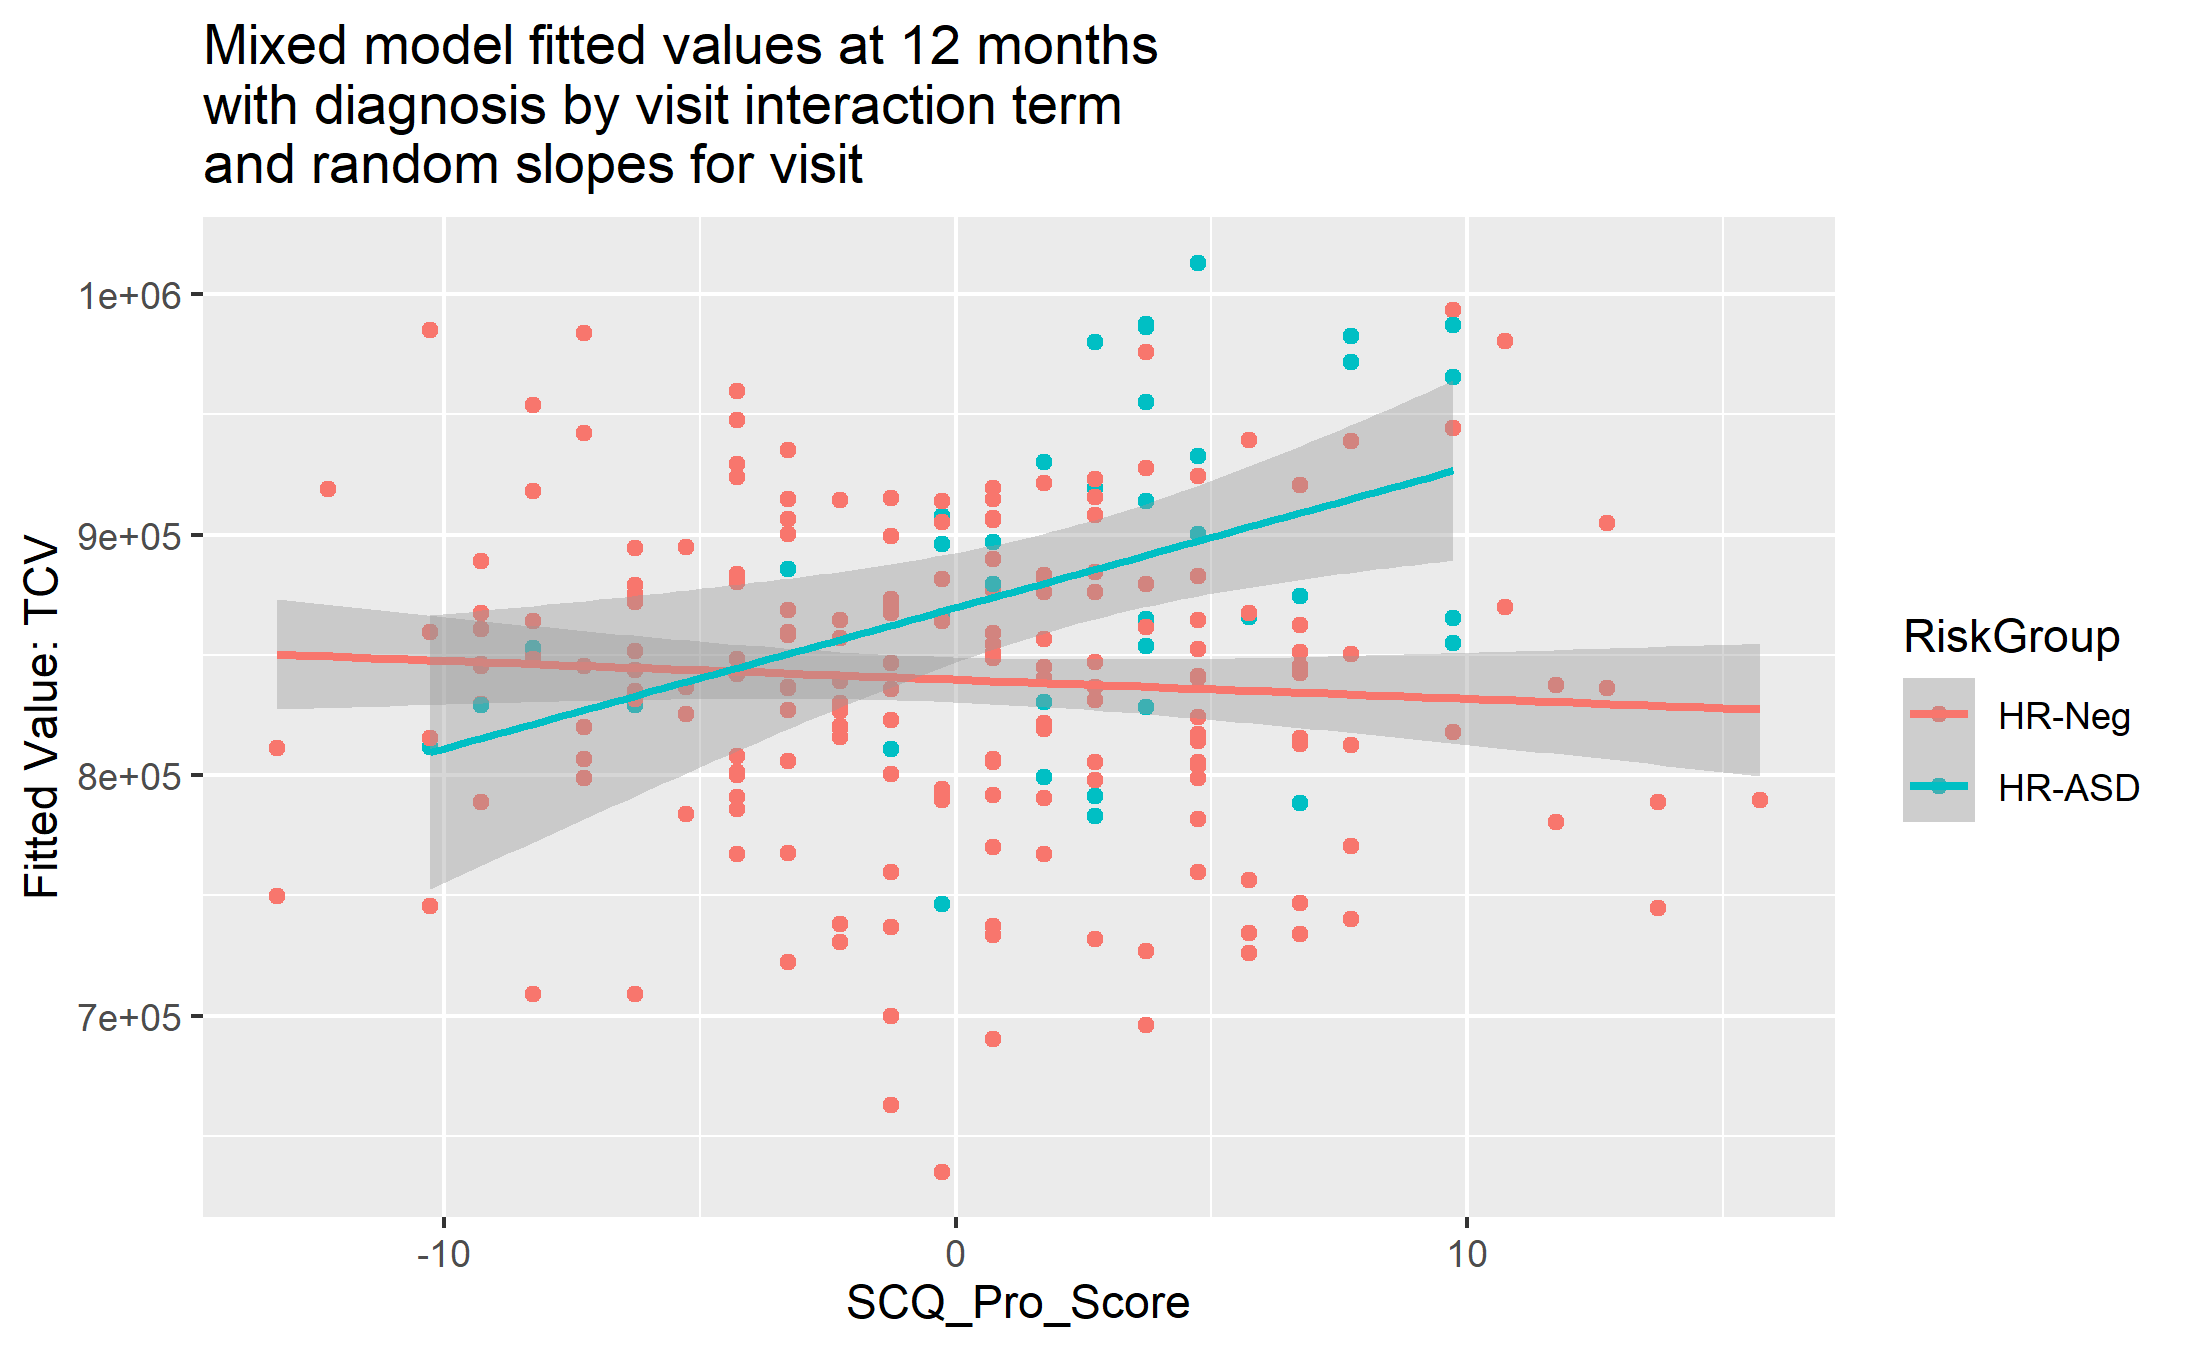 Mixed model fitted values at 12 months
with diagnosis by visit interaction term
and random slopes for visit
1e+06
9e+05
8e+05
7e+05
Fitted Value: TCV
-10
0
10
SCQ_Pro_Score
RiskGroup
HR-Neg
HR-ASD